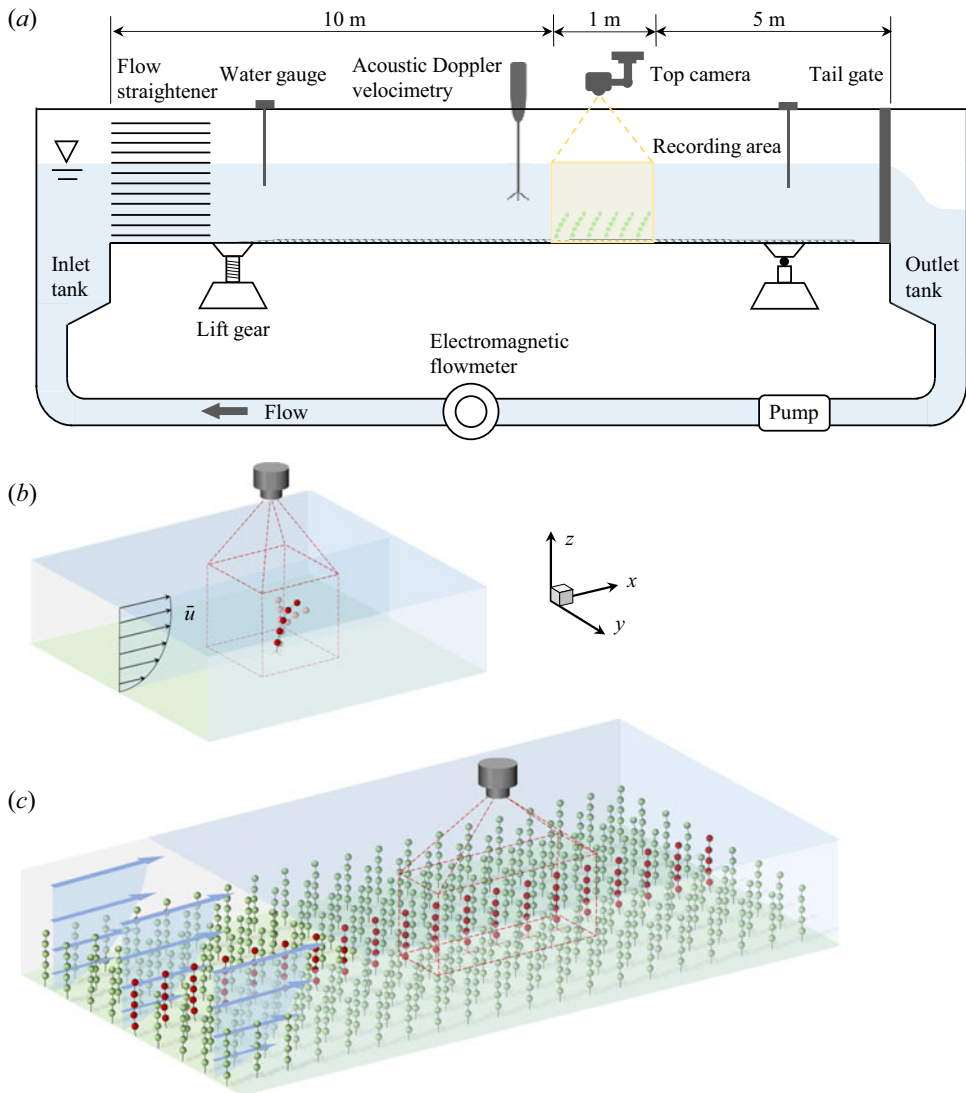 (a)
10 m
1 m
5 m
Flow
straightener
Water gauge
Acoustic Doppler
velocimetry
Top camera
Tail gate
Recording area
Inlet
tank
Outlet
tank
Lift gear
Electromagnetic
flowmeter
Flow
Pump
(b)
ū
z
x
y
(c)